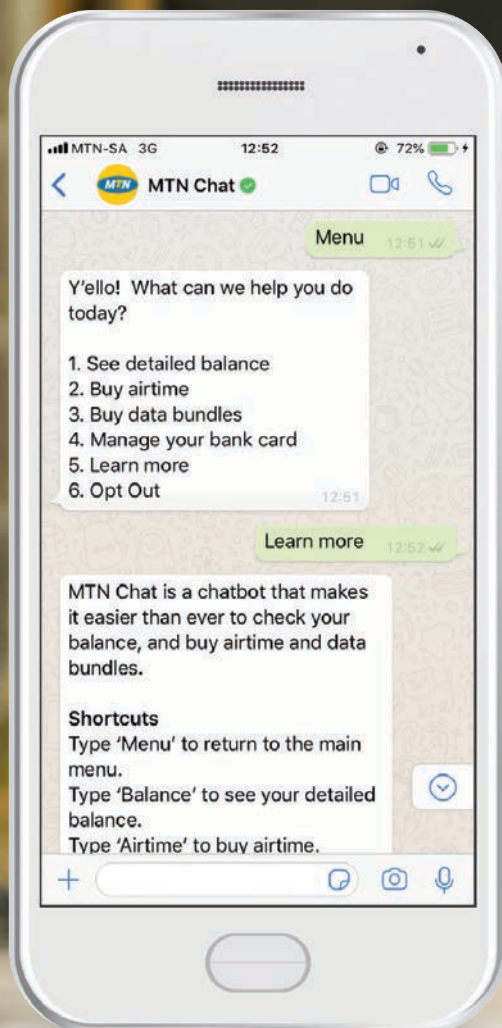 MTN-SA 3G 12:52 72%
MTN MTN Chat
Menu 12:51
Y'ello! What can we help you do
today?
1. See detailed balance
2. Buy airtime
3. Buy data bundles
4. Manage your bank card
5. Learn more
6. Opt Out
12:51
Learn more 12:52
MTN Chat is a chatbot that makes
it easier than ever to check your
balance, and buy airtime and data
bundles.
Shortcuts
Type 'Menu' to return to the main
menu.
Type 'Balance' to see your detailed
balance.
Type 'Airtime' to buy airtime.